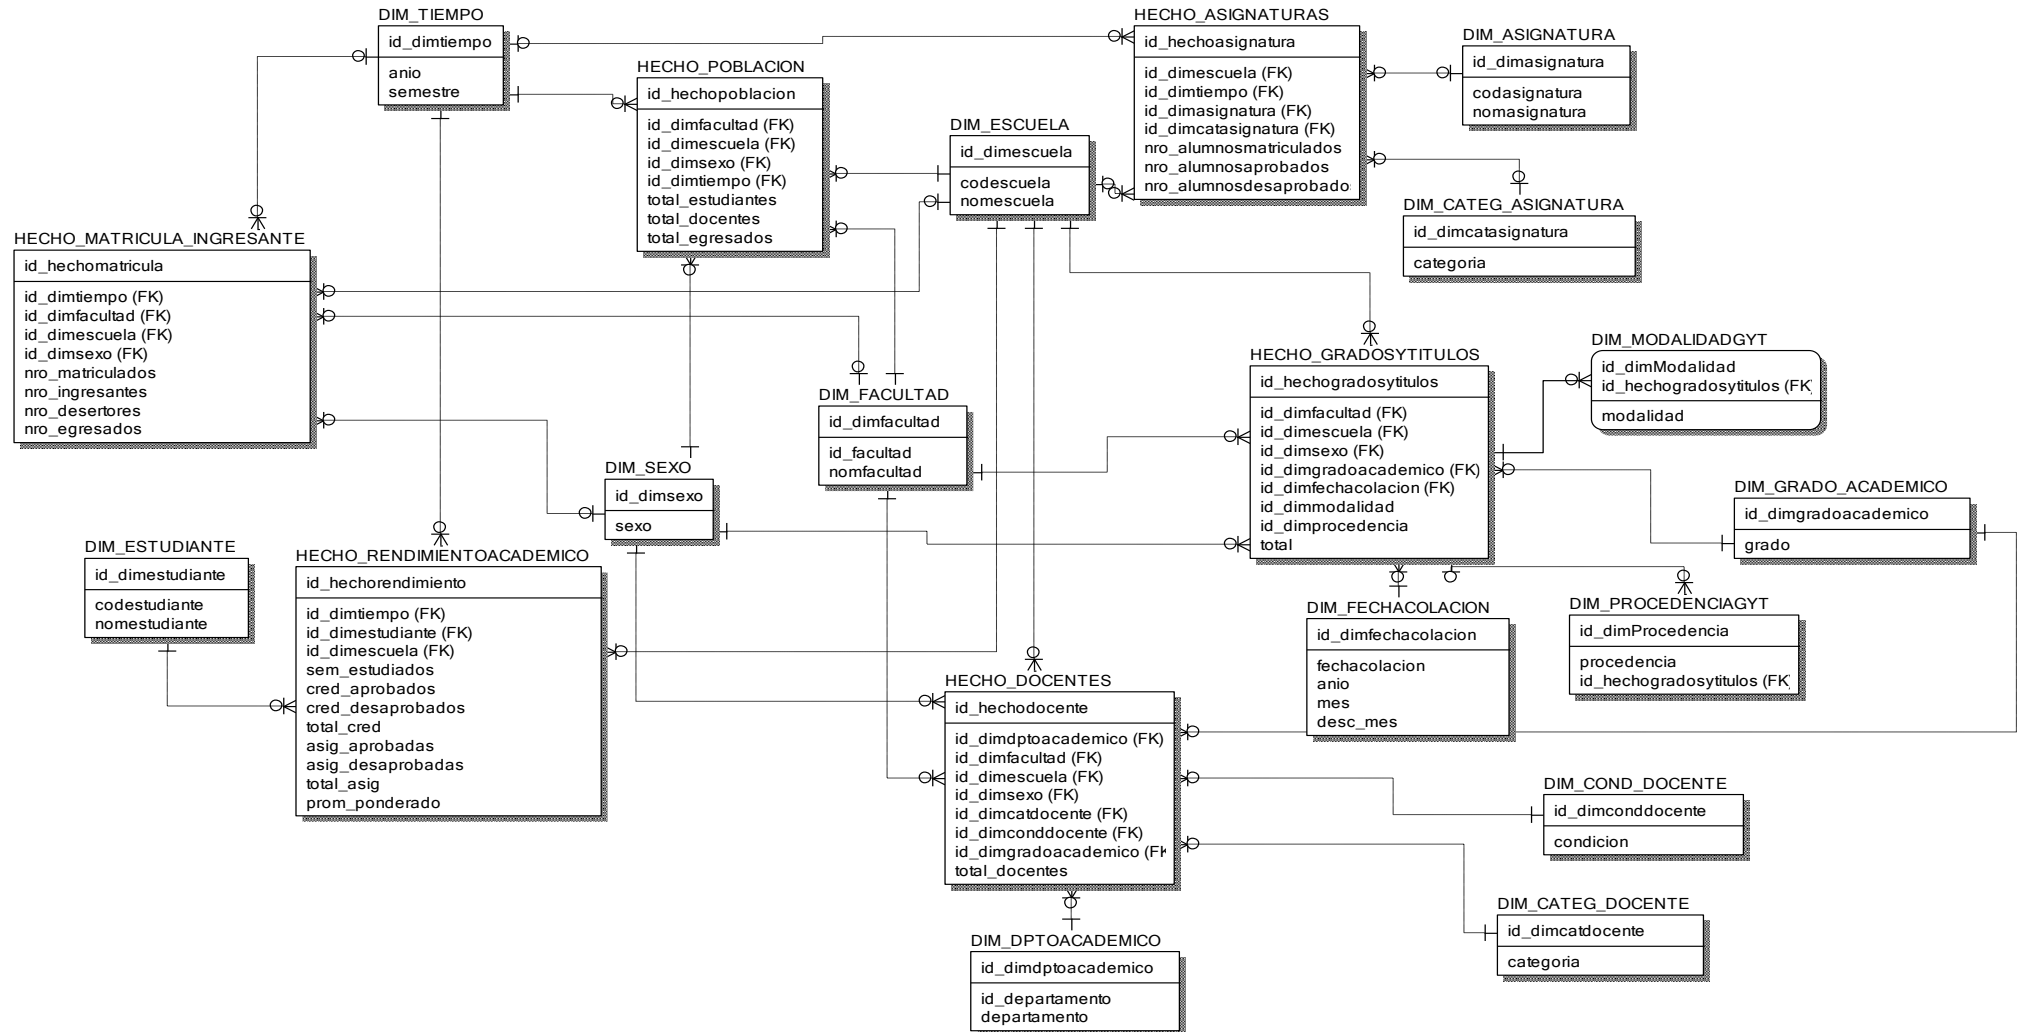 DIM_TIEMPO
id_dimtiempo
anio
semestre
HECHO_POBLACION
id_hechopoblacion
id_dimfacultad (FK)
id_dimescuela (FK)
id_dimsexo (FK)
id_dimtiempo (FK)
total_estudiantes
total_docentes
total_egresados
HECHO_ASIGNATURAS
id_hechoasignatura
id_dimescuela (FK)
id_dimtiempo (FK)
id_dimasignatura (FK)
id_dimcatasignatura (FK)
nro_alumnosmatriculados
nro_alumnosaprobados
nro_alumnosdesaprobado
DIM_ASIGNATURA
id_dimasignatura
codasignatura
nomasignatura
DIM_ESCUELA
id_dimescuela
codescuela
nomescuela
DIM_CATEG_ASIGNATURA
id_dimcatasignatura
categoria
HECHO_MATRICULA_INGRESANTE
id_hechomatricula
id_dimtiempo (FK)
id_dimfacultad (FK)
id_dimescuela (FK)
id_dimsexo (FK)
nro_matriculados
nro_ingresantes
nro_desertores
nro_egresados
DIM_FACULTAD
id_dimfacultad
id_facultad
nomfacultad
HECHO_GRADOSYTITULOS
id_hechogradosytitulos
id_dimfacultad (FK)
id_dimescuela (FK)
id_dimsexo (FK)
id_dimgradoacademico (FK)
id_dimfechacolacion (FK)
id_dimmodalidad
id_dimprocedencia
total
DIM_MODALIDADGYT
id_dimModalidad
id_hechogradosytitulos (FK
modalidad
DIM_SEXO
id_dimsexo
sexo
DIM_GRADO_ACADEMICO
id_dimgradoacademico
grado
DIM_ESTUDIANTE
id_dimestudiante
codestudiante
nomestudiante
HECHO_RENDIMIENTOACADEMICO
id_hechorendimiento
id_dimtiempo (FK)
id_dimestudiante (FK)
id_dimescuela (FK)
sem_estudiados
cred_aprobados
cred_desaprobados
total_cred
asig_aprobadas
asig_desaprobadas
total_asig
prom_ponderado
DIM_FECHACOLACION
id_dimfechacolacion
fechacolacion
anio
mes
desc_mes
DIM_PROCEDENCIAGYT
id_dimProcedencia
procedencia
id_hechogradosytitulos (FK
HECHO_DOCENTES
id_hechodocente
id_dimdptoacademico (FK)
id_dimfacultad (FK)
id_dimescuela (FK)
id_dimsexo (FK)
id_dimcatdocente (FK)
id_dimconddocente (FK)
id_dimgradoacademico (FK
total_docentes
DIM_COND_DOCENTE
id_dimconddocente
condicion
DIM_CATEG_DOCENTE
id_dimcatdocente
categoria
DIM_DPTOACADEMICO
id_dimdptoacademico
id_departamento
departamento